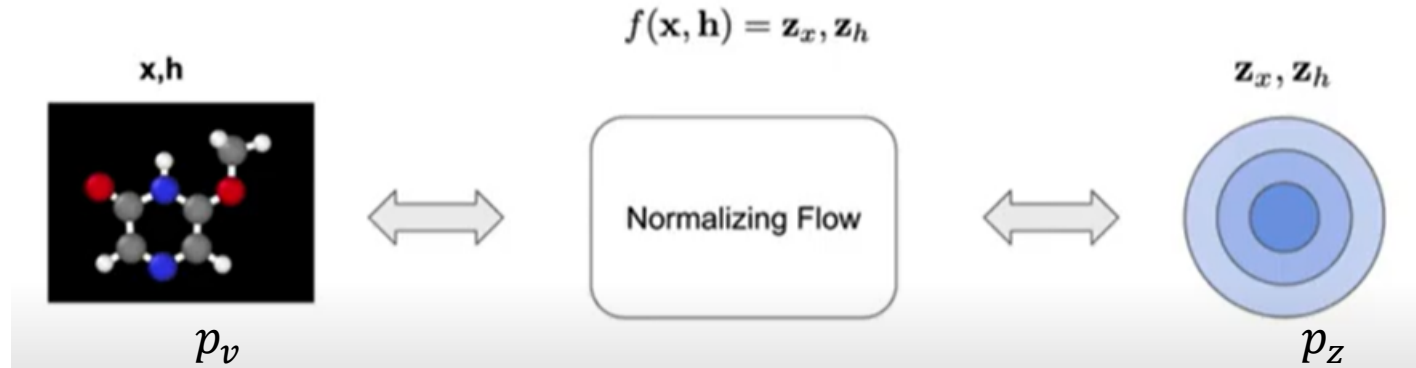 f(x, h) = z_x, z_h
x,h
z_x, z_h
Normalizing Flow
p_v
p_z